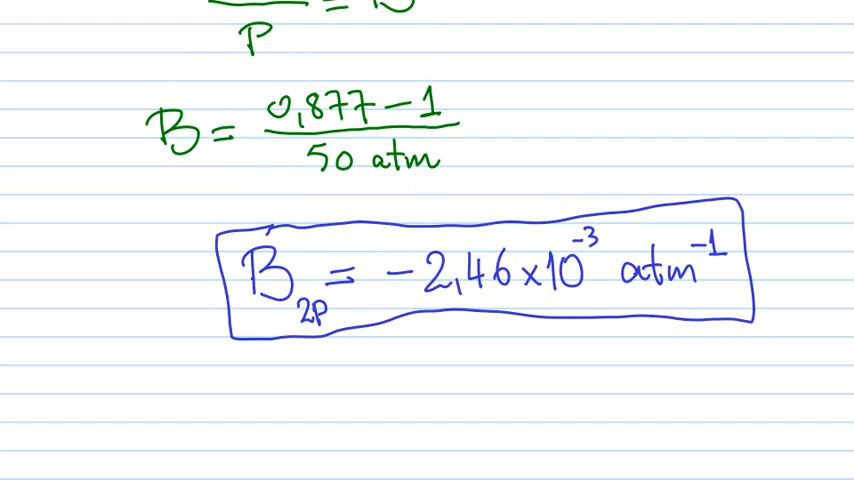 P
B = 0,877 - 1
50 atm
B2P = -2,46 x 10^-3 atm^-1